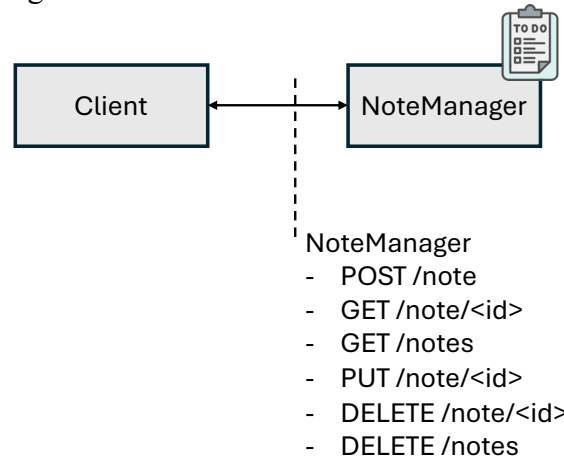 TO DO
Client
NoteManager
NoteManager
- POST /note
- GET /note/<id>
- GET /notes
- PUT /note/<id>
- DELETE /note/<id>
- DELETE /notes